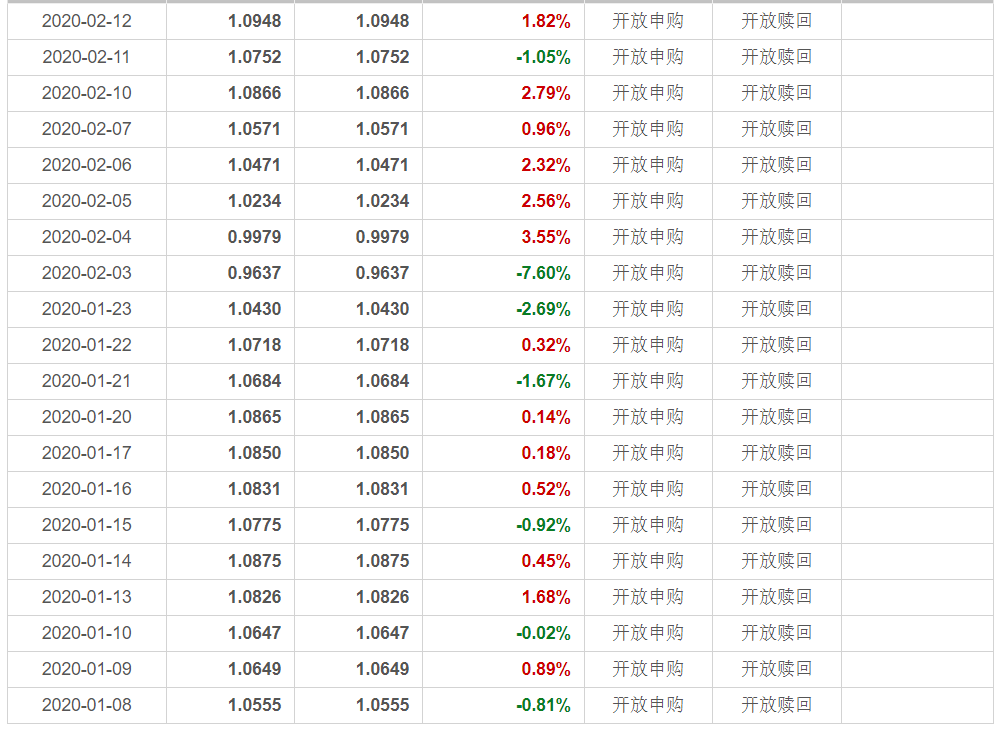 2020-02-12 1.0948 1.0948 1.82% 开放申购 开放赎回
2020-02-11 1.0752 1.0752 -1.05% 开放申购 开放赎回
2020-02-10 1.0866 1.0866 2.79% 开放申购 开放赎回
2020-02-07 1.0571 1.0571 0.96% 开放申购 开放赎回
2020-02-06 1.0471 1.0471 2.32% 开放申购 开放赎回
2020-02-05 1.0234 1.0234 2.56% 开放申购 开放赎回
2020-02-04 0.9979 0.9979 3.55% 开放申购 开放赎回
2020-02-03 0.9637 0.9637 -7.60% 开放申购 开放赎回
2020-01-23 1.0430 1.0430 -2.69% 开放申购 开放赎回
2020-01-22 1.0718 1.0718 0.32% 开放申购 开放赎回
2020-01-21 1.0684 1.0684 -1.67% 开放申购 开放赎回
2020-01-20 1.0865 1.0865 0.14% 开放申购 开放赎回
2020-01-17 1.0850 1.0850 0.18% 开放申购 开放赎回
2020-01-16 1.0831 1.0831 0.52% 开放申购 开放赎回
2020-01-15 1.0775 1.0775 -0.92% 开放申购 开放赎回
2020-01-14 1.0875 1.0875 0.45% 开放申购 开放赎回
2020-01-13 1.0826 1.0826 1.68% 开放申购 开放赎回
2020-01-10 1.0647 1.0647 -0.02% 开放申购 开放赎回
2020-01-09 1.0649 1.0649 0.89% 开放申购 开放赎回
2020-01-08 1.0555 1.0555 -0.81% 开放申购 开放赎回